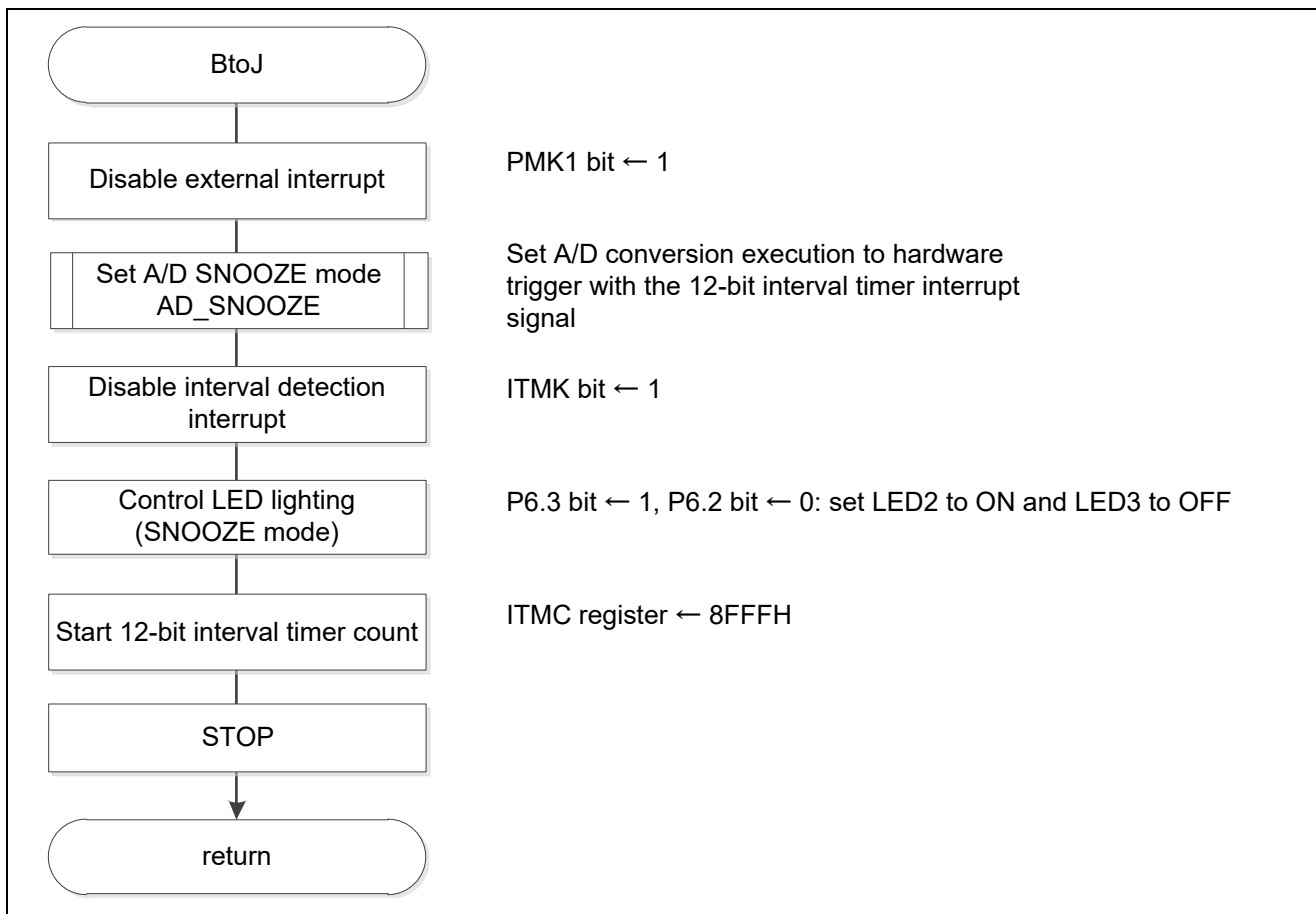 BtoJ
Disable external interrupt
PMK1 bit ← 1
Set A/D SNOOZE mode
AD_SNOOZE
Set A/D conversion execution to hardware
trigger with the 12-bit interval timer interrupt
signal
Disable interval detection
interrupt
ITMK bit ← 1
Control LED lighting
(SNOOZE mode)
P6.3 bit ← 1, P6.2 bit ← 0: set LED2 to ON and LED3 to OFF
Start 12-bit interval timer count
ITMC register ← 8FFFH
STOP
return